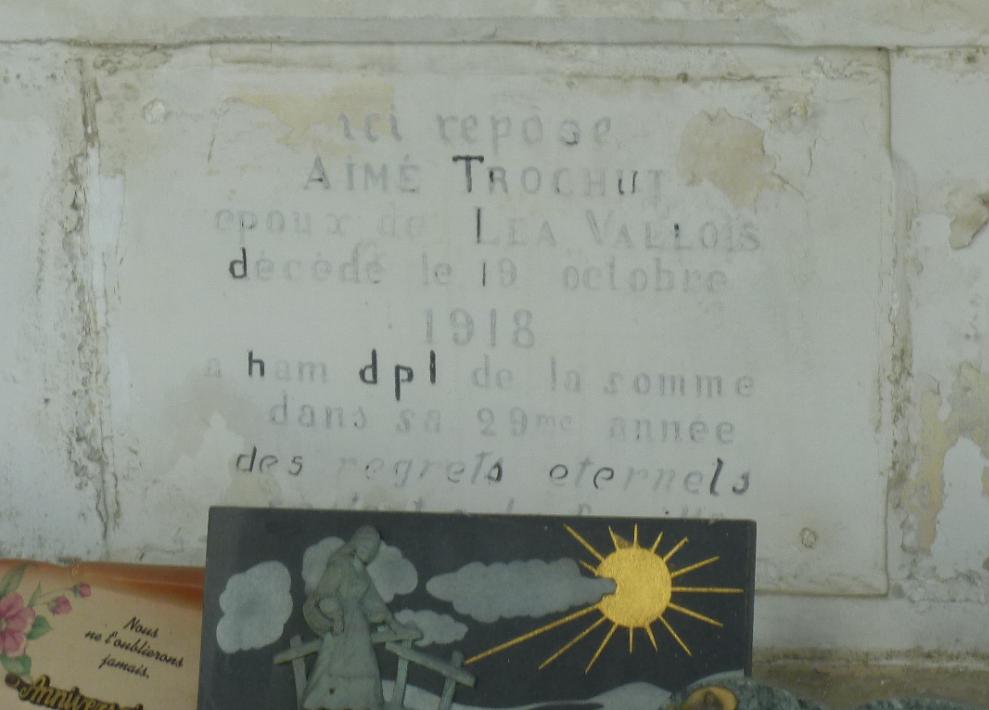 ici repose
AIMÉ TROCHUT
epoux de LEA VALLOIS
décédé le 19 octobre
1918
a ham dpl de la somme
dans sa 29me année
des regrets eternels
Nous
ne l'oublierons
jamais.